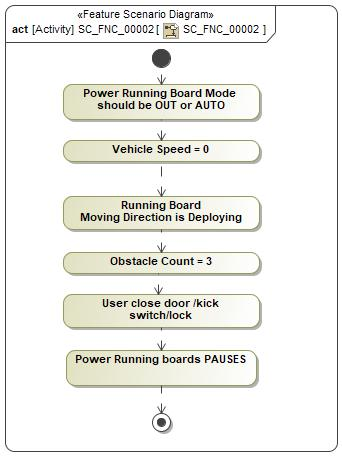 «Feature Scenario Diagram»
act [Activity] SC_FNC_00002 [ SC_FNC_00002 ]
Power Running Board Mode
should be OUT or AUTO
Vehicle Speed = 0
Running Board
Moving Direction is Deploying
Obstacle Count = 3
User close door /kick
switch/lock
Power Running boards PAUSES